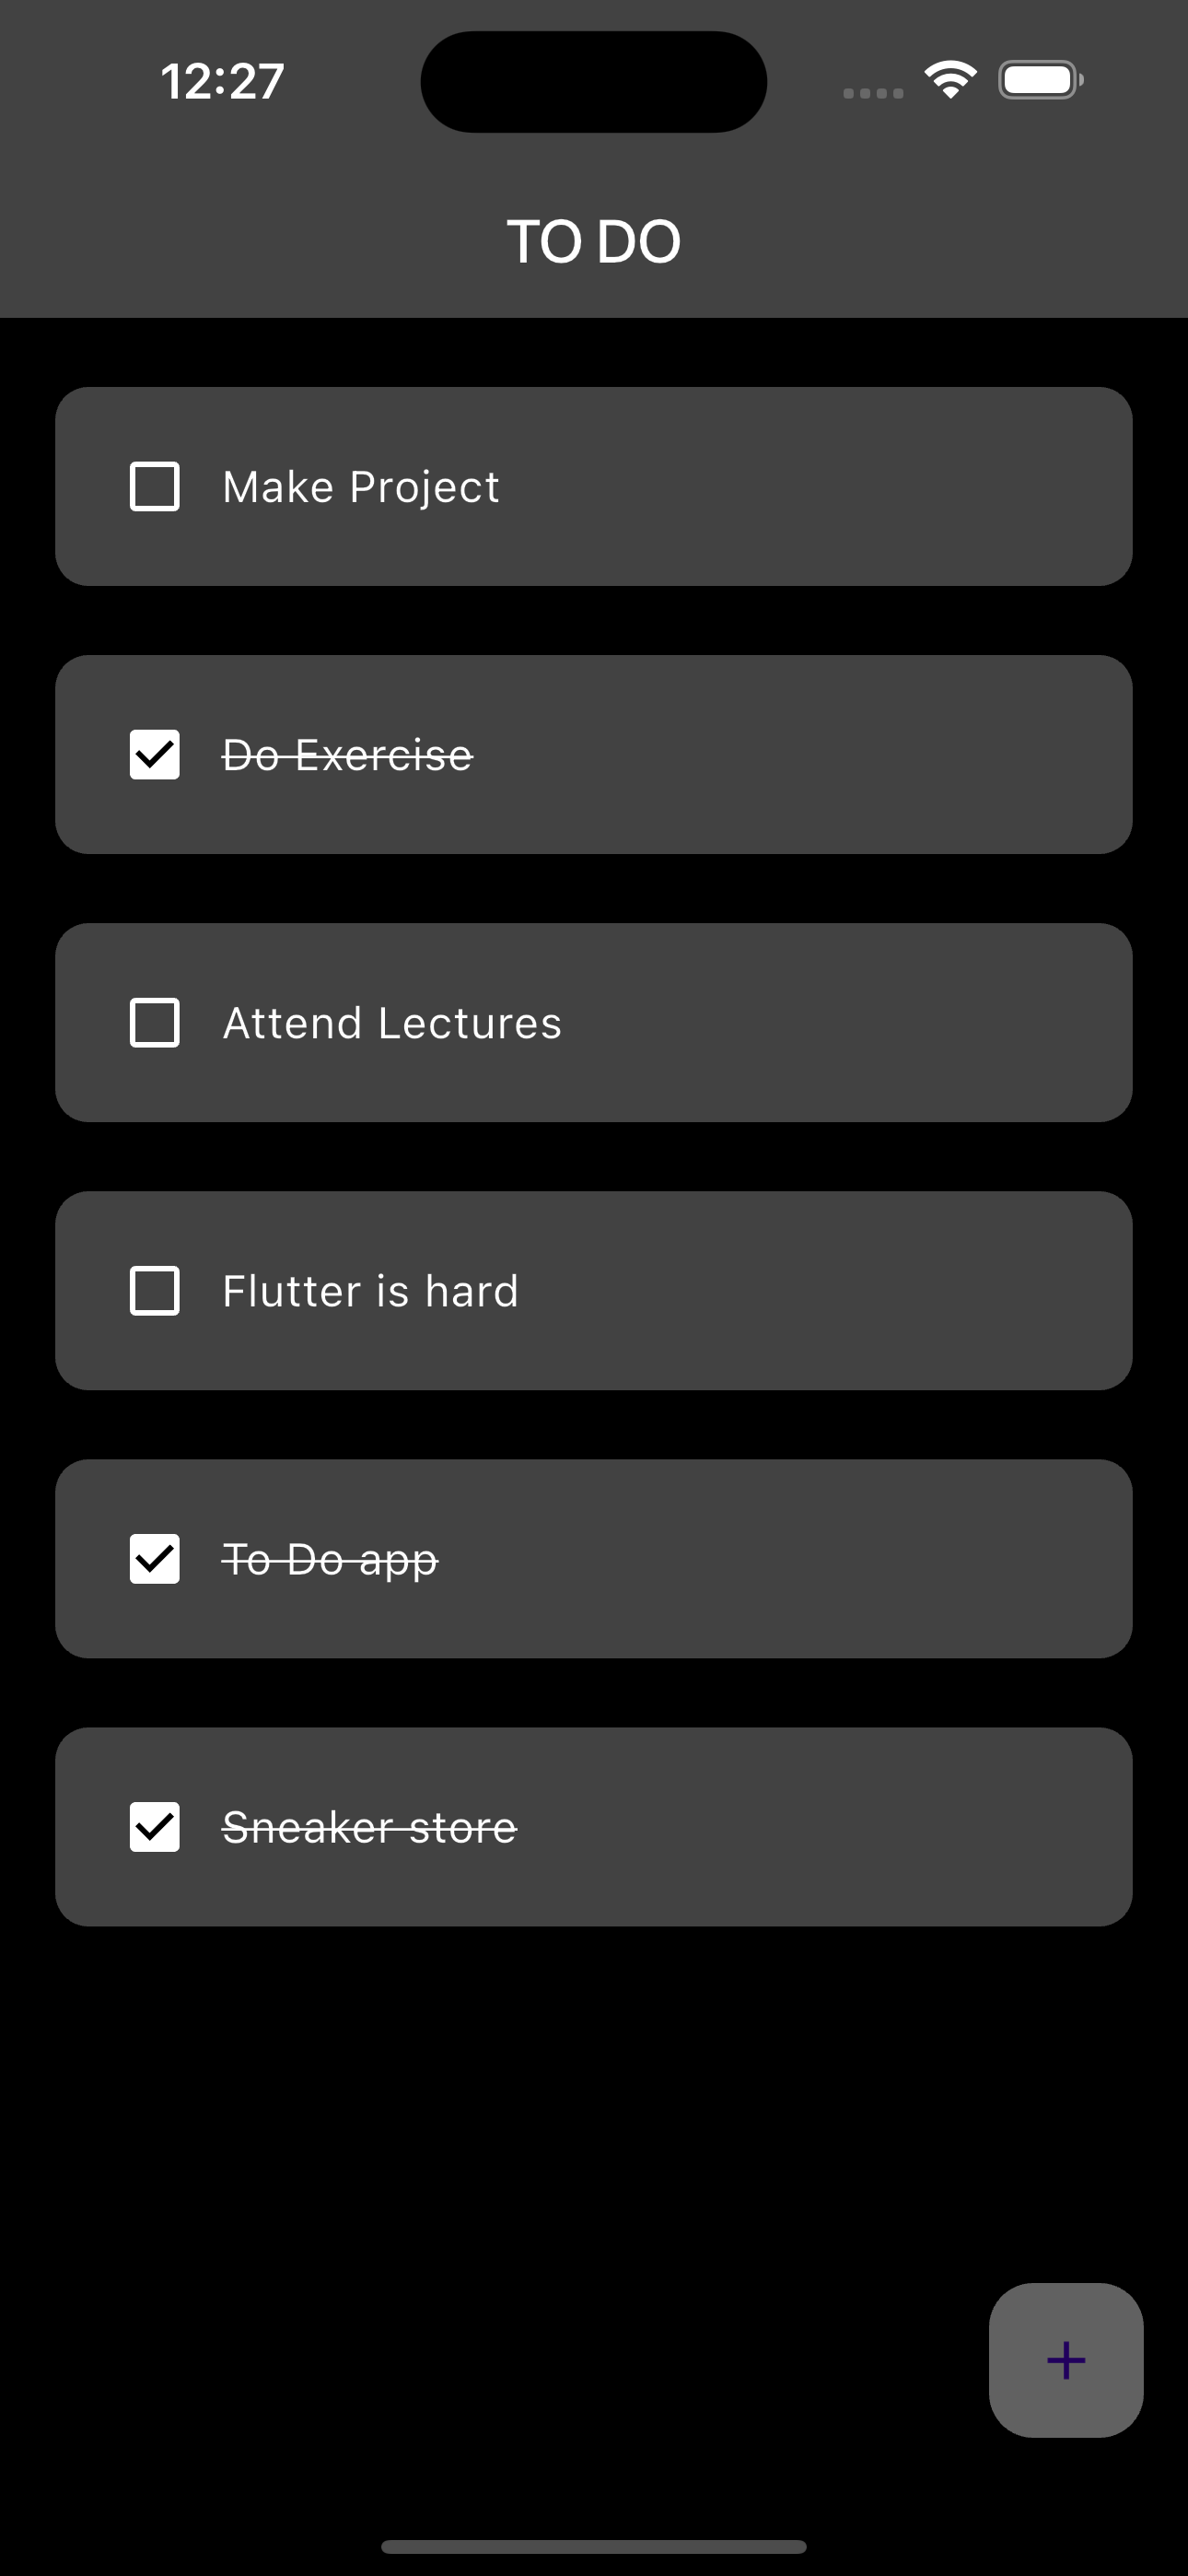 12:27
TO DO
Make Project
Do Exercise
Attend Lectures
Flutter is hard
To Do app
Sneaker store